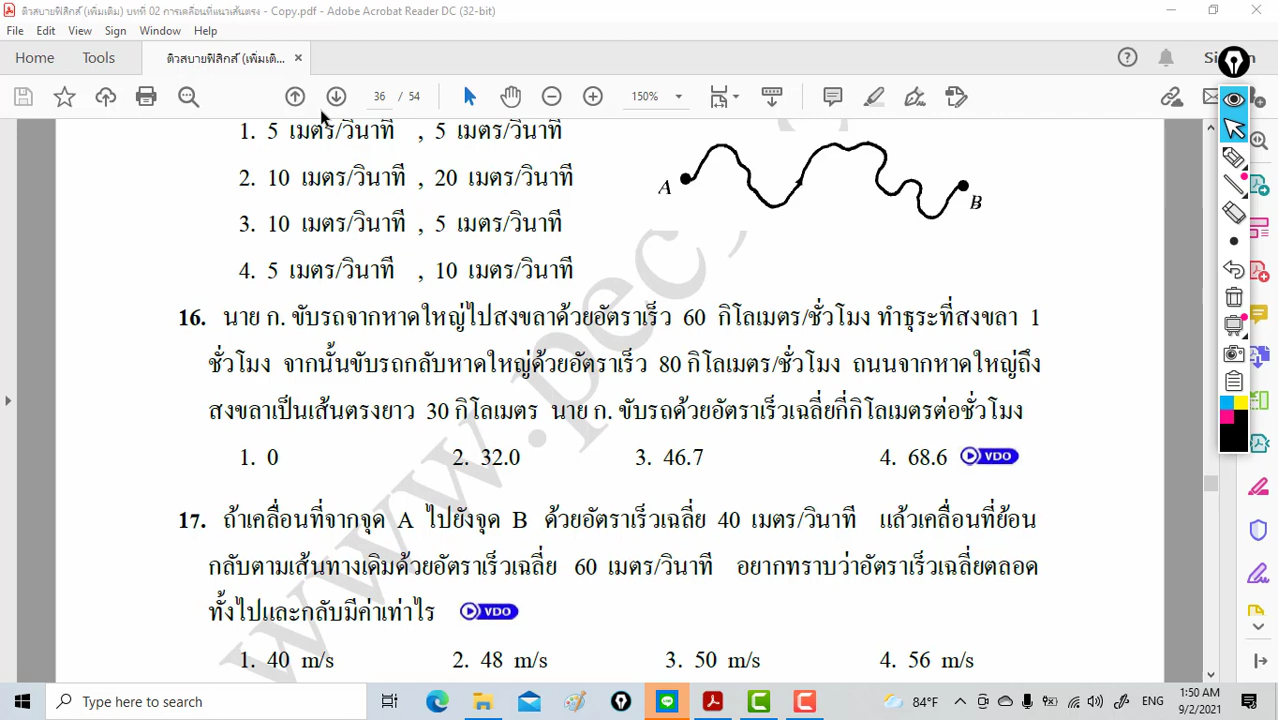 ติวสบายฟิสิกส์ (เพิ่มเติม) บทที่ 02 การเคลื่อนที่แนวเส้นตรง - Copy.pdf - Adobe Acrobat Reader DC (32-bit)
File Edit View Sign Window Help
Home Tools ติวสบายฟิสิกส์ (เพิ่มเติ...
36 / 54 150%
1. 5 เมตร/วินาที , 5 เมตร/วินาที
2. 10 เมตร/วินาที , 20 เมตร/วินาที
3. 10 เมตร/วินาที , 5 เมตร/วินาที
4. 5 เมตร/วินาที , 10 เมตร/วินาที
A
B
16. นาย ก. ขับรถจากหาดใหญ่ไปสงขลาด้วยอัตราเร็ว 60 กิโลเมตร/ชั่วโมง ทำธุระที่สงขลา 1
ชั่วโมง จากนั้นขับรถกลับหาดใหญ่ด้วยอัตราเร็ว 80 กิโลเมตร/ชั่วโมง ถนนจากหาดใหญ่ถึง
สงขลาเป็นเส้นตรงยาว 30 กิโลเมตร นาย ก. ขับรถด้วยอัตราเร็วเฉลี่ยกี่กิโลเมตรต่อชั่วโมง
1. 0 2. 32.0 3. 46.7 4. 68.6 VDO
17. ถ้าเคลื่อนที่จากจุด A ไปยังจุด B ด้วยอัตราเร็วเฉลี่ย 40 เมตร/วินาที แล้วเคลื่อนที่ย้อน
กลับตามเส้นทางเดิมด้วยอัตราเร็วเฉลี่ย 60 เมตร/วินาที อยากทราบว่าอัตราเร็วเฉลี่ยตลอด
ทั้งไปและกลับมีค่าเท่าไร VDO
1. 40 m/s 2. 48 m/s 3. 50 m/s 4. 56 m/s
www.pec_
Type here to search
84°F ENG 1:50 AM
9/2/2021